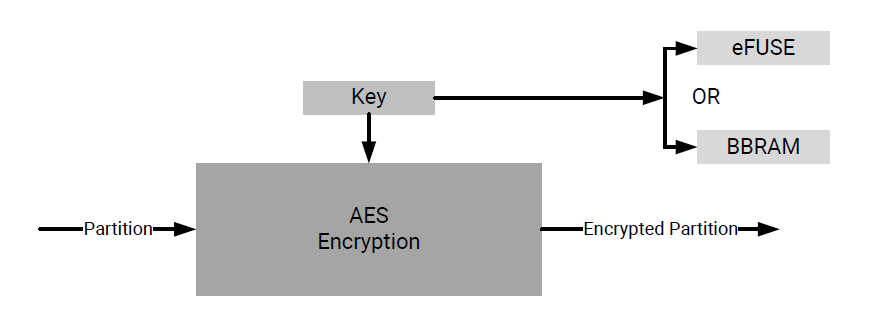 eFUSE
Key
OR
BBRAM
AES
Encryption
Partition
Encrypted Partition